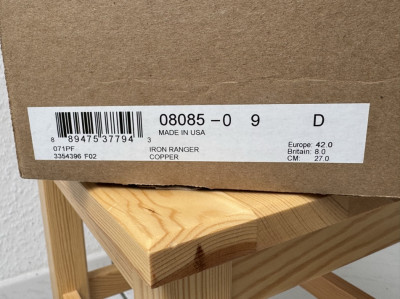 08085 -0 9 D
MADE IN USA
8 89475 37794 3
071PF IRON RANGER
3354396 F02 COPPER
Europe: 42.0
Britain: 8.0
CM: 27.0